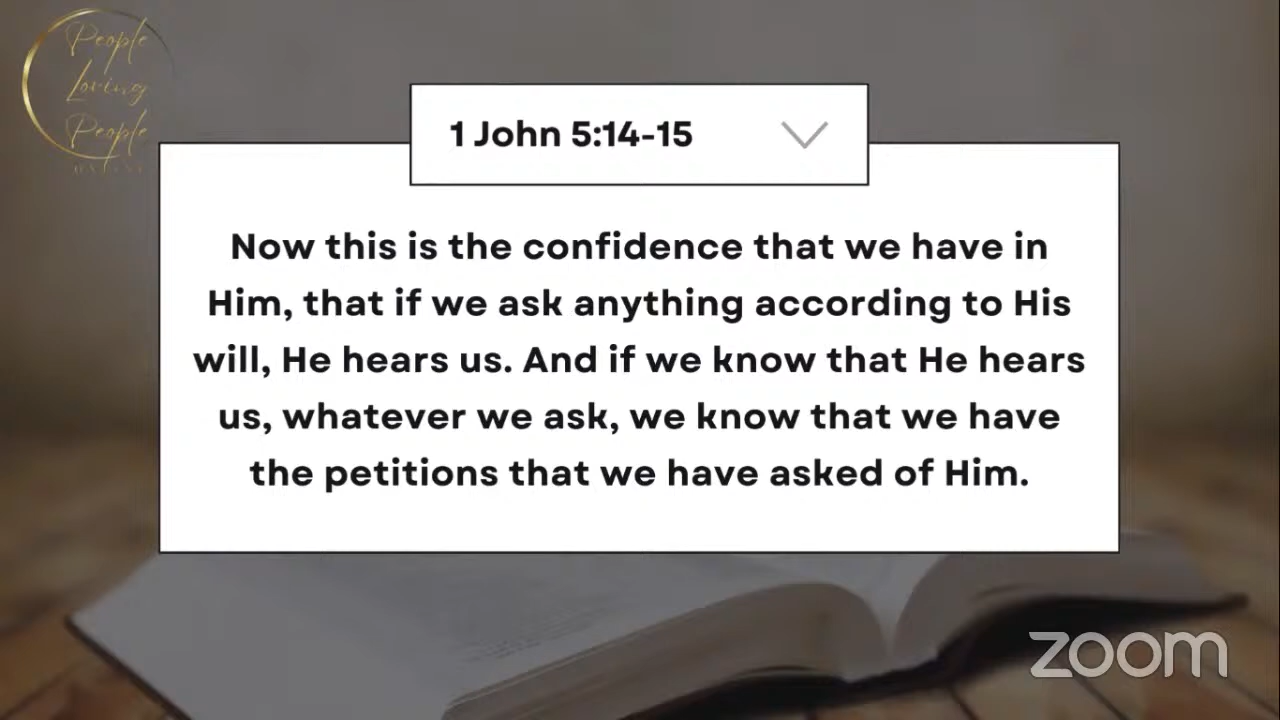 People
Loving
People
ONLINE
1 John 5:14-15
Now this is the confidence that we have in
Him, that if we ask anything according to His
will, He hears us. And if we know that He hears
us, whatever we ask, we know that we have
the petitions that we have asked of Him.
zoom